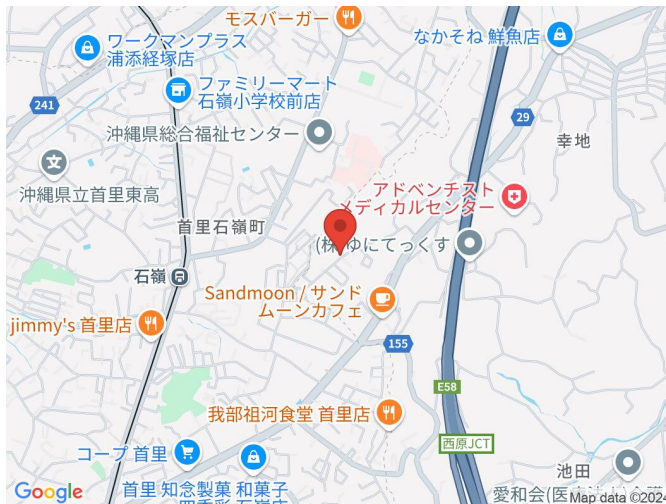 モスバーガー
ワークマンプラス
浦添経塚店
なかそね 鮮魚店
ファミリーマート
石嶺小学校前店
241
29
沖縄県総合福祉センター
幸地
沖縄県立首里東高
アドベンチスト
メディカルセンター
首里石嶺町
(株)ゆにてっくす
石嶺
Sandmoon / サンド
ムーンカフェ
jimmy's 首里店
155
E58
我部祖河食堂 首里店
西原JCT
コープ 首里
池田
首里 知念製菓 和菓子
Google
Map data ©2024